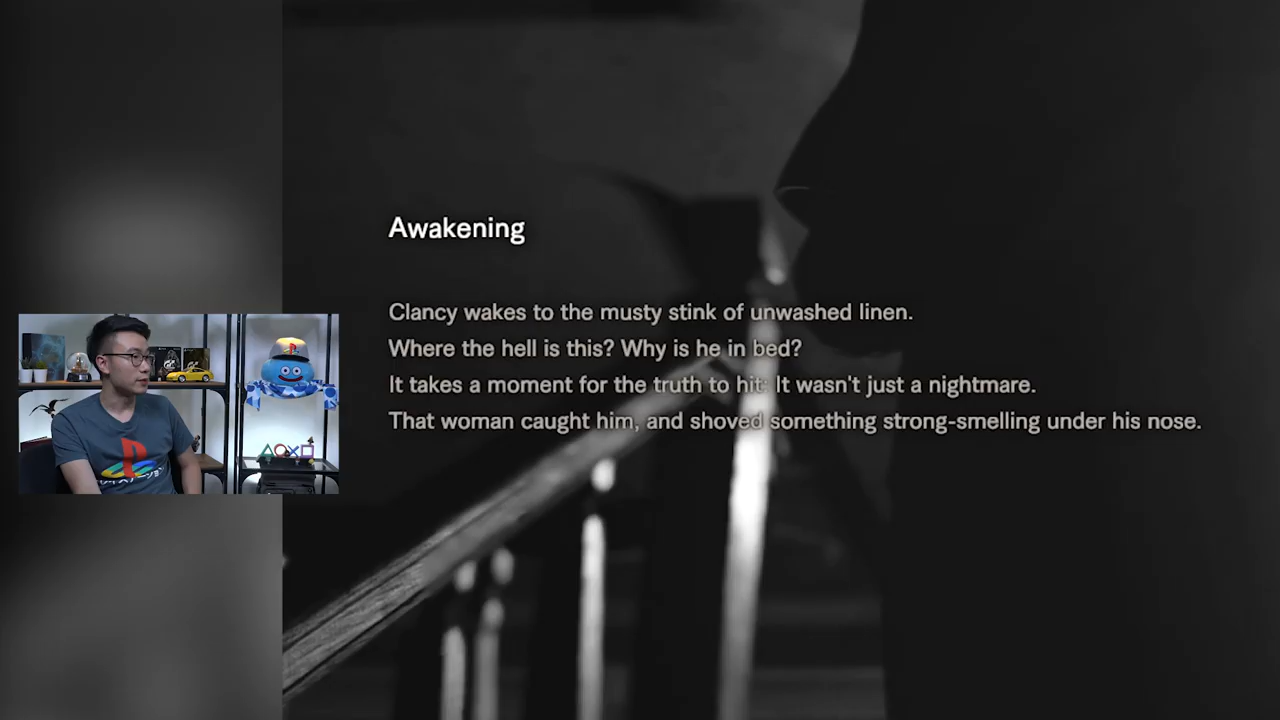 Awakening
Clancy wakes to the musty stink of unwashed linen.
Where the hell is this? Why is he in bed?
It takes a moment for the truth to hit: It wasn't just a nightmare.
That woman caught him, and shoved something strong-smelling under his nose.